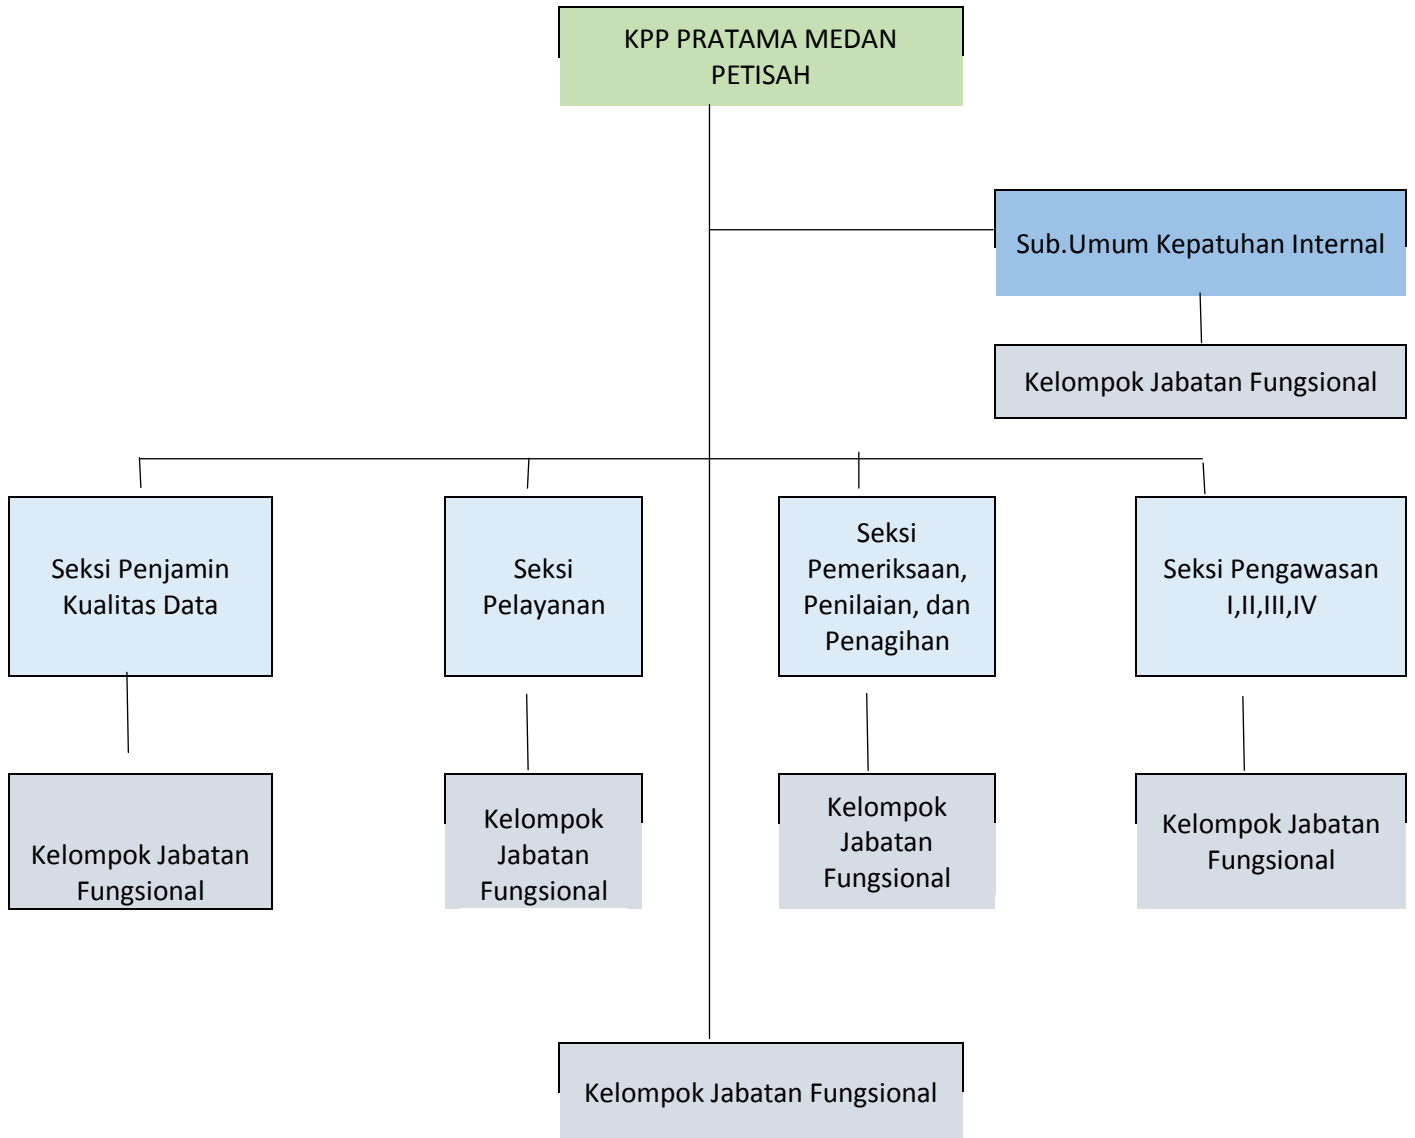 KPP PRATAMA MEDAN
PETISAH
Sub.Umum Kepatuhan Internal
Kelompok Jabatan Fungsional
Seksi Penjamin
Kualitas Data
Seksi
Pelayanan
Seksi
Pemeriksaan,
Penilaian, dan
Penagihan
Seksi Pengawasan
I,II,III,IV
Kelompok Jabatan
Fungsional
Kelompok
Jabatan
Fungsional
Kelompok
Jabatan
Fungsional
Kelompok Jabatan
Fungsional
Kelompok Jabatan Fungsional